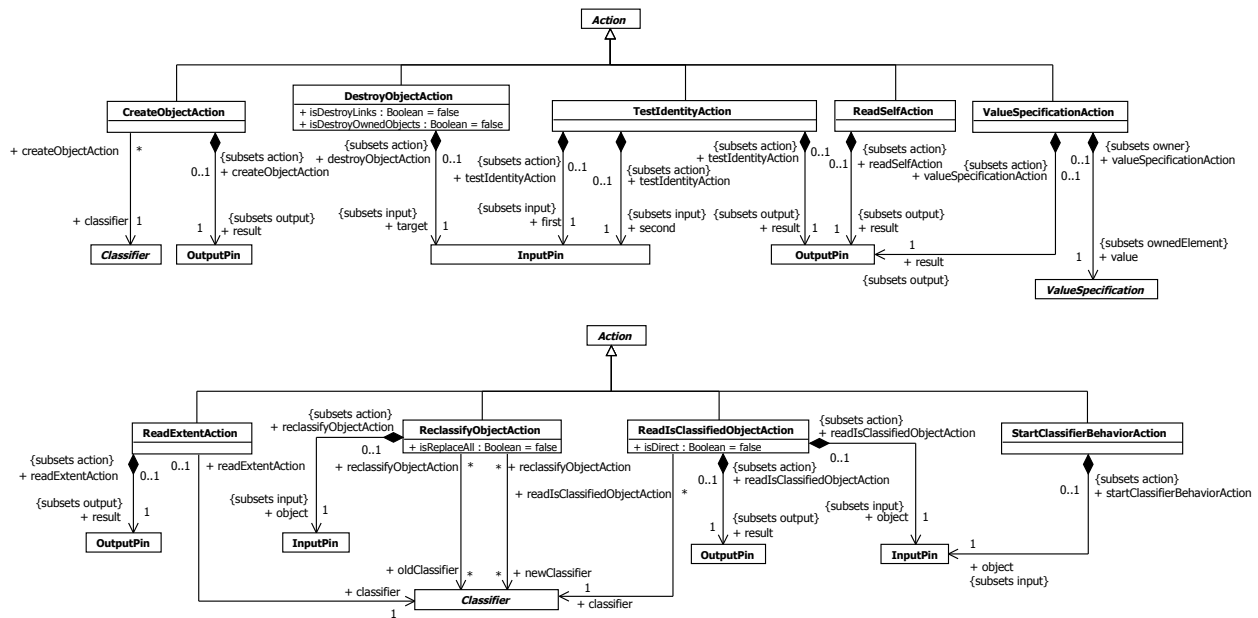 Action
CreateObjectAction
DestroyObjectAction
+ isDestroyLinks : Boolean = false
+ isDestroyOwnedObjects : Boolean = false
TestIdentityAction
ReadSelfAction
ValueSpecificationAction
+ createObjectAction
*
{subsets action}
0..1
+ createObjectAction
{subsets action}
+ destroyObjectAction
0..1
{subsets action}
+ testIdentityAction
0..1
{subsets action}
0..1
+ testIdentityAction
{subsets action}
+ testIdentityAction
0..1
{subsets action}
+ readSelfAction
0..1
{subsets action}
+ valueSpecificationAction
0..1
{subsets owner}
0..1
+ valueSpecificationAction
+ classifier
1
{subsets output}
1
+ result
{subsets input}
+ target
1
{subsets input}
+ first
1
{subsets input}
1
+ second
{subsets output}
+ result
1
{subsets output}
1
+ result
1
+ result
{subsets output}
{subsets ownedElement}
1
+ value
Classifier
OutputPin
InputPin
OutputPin
ValueSpecification
Action
ReadExtentAction
ReclassifyObjectAction
+ isReplaceAll : Boolean = false
ReadIsClassifiedObjectAction
+ isDirect : Boolean = false
StartClassifierBehaviorAction
{subsets action}
+ readExtentAction
0..1
0..1
+ readExtentAction
{subsets action}
+ reclassifyObjectAction
0..1
+ reclassifyObjectAction
*
*
+ reclassifyObjectAction
+ readIsClassifiedObjectAction
*
{subsets action}
0..1
+ readIsClassifiedObjectAction
{subsets action}
+ readIsClassifiedObjectAction
0..1
{subsets action}
0..1
+ startClassifierBehaviorAction
{subsets output}
+ result
1
{subsets input}
+ object
1
{subsets output}
1
+ result
{subsets input}
+ object
1
1
+ object
{subsets input}
OutputPin
InputPin
OutputPin
InputPin
+ oldClassifier
*
*
+ newClassifier
+ classifier
1
1
+ classifier
Classifier